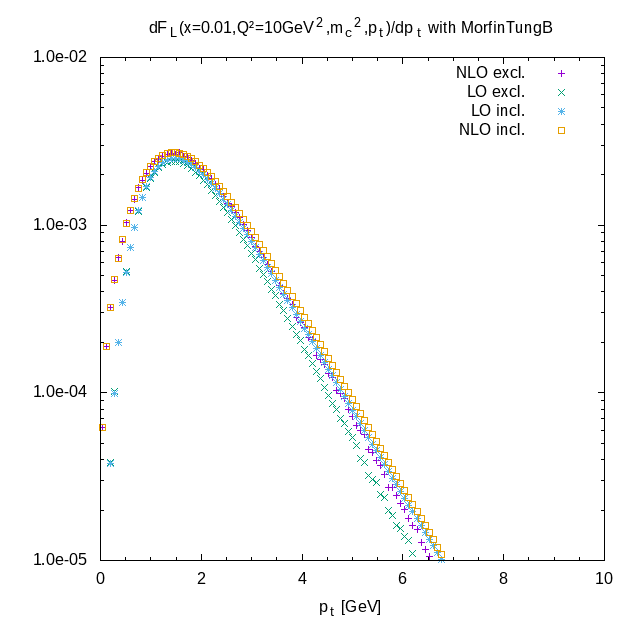 dF_L(x=0.01,Q²=10GeV²,m_c²,p_t)/dp_t with MorfinTungB
1.0e-02
NLO excl.
LO excl.
LO incl.
NLO incl.
1.0e-03
1.0e-04
1.0e-05
0 2 4 6 8 10
p_t [GeV]